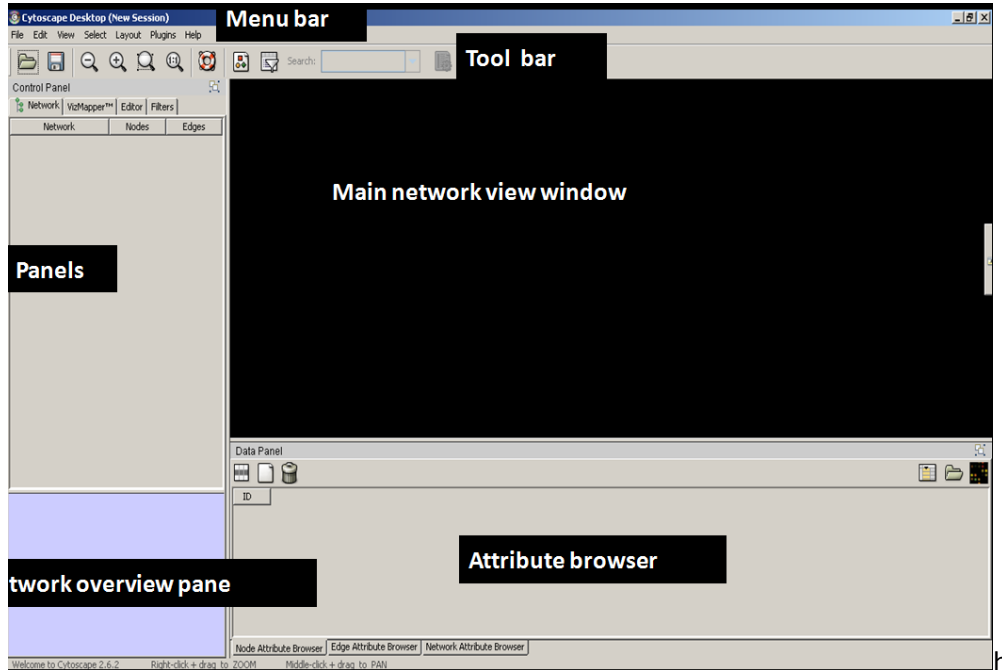 Cytoscape Desktop (New Session)
Menu bar
File Edit View Select Layout Plugins Help
Tool bar
Search:
Control Panel
Network VizMapper™ Editor Filters
Network Nodes Edges
Main network view window
Panels
Data Panel
ID
Attribute browser
twork overview pane
Node Attribute Browser Edge Attribute Browser Network Attribute Browser
Welcome to Cytoscape 2.6.2 Right-click + drag to ZOOM Middle-click + drag to PAN